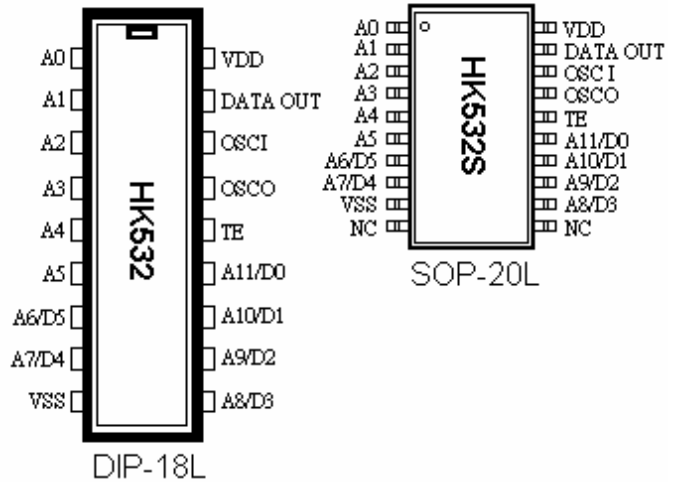 A0
A1
A2
A3
A4
A5
A6/D5
A7/D4
VSS
HK532
VDD
DATA OUT
OSCI
OSCO
TE
A11/D0
A10/D1
A9/D2
A8/D3
DIP-18L
A0
A1
A2
A3
A4
A5
A6/D5
A7/D4
VSS
NC
HK532S
VDD
DATA OUT
OSC I
OSCO
TE
A11/D0
A10/D1
A9/D2
A8/D3
NC
SOP-20L